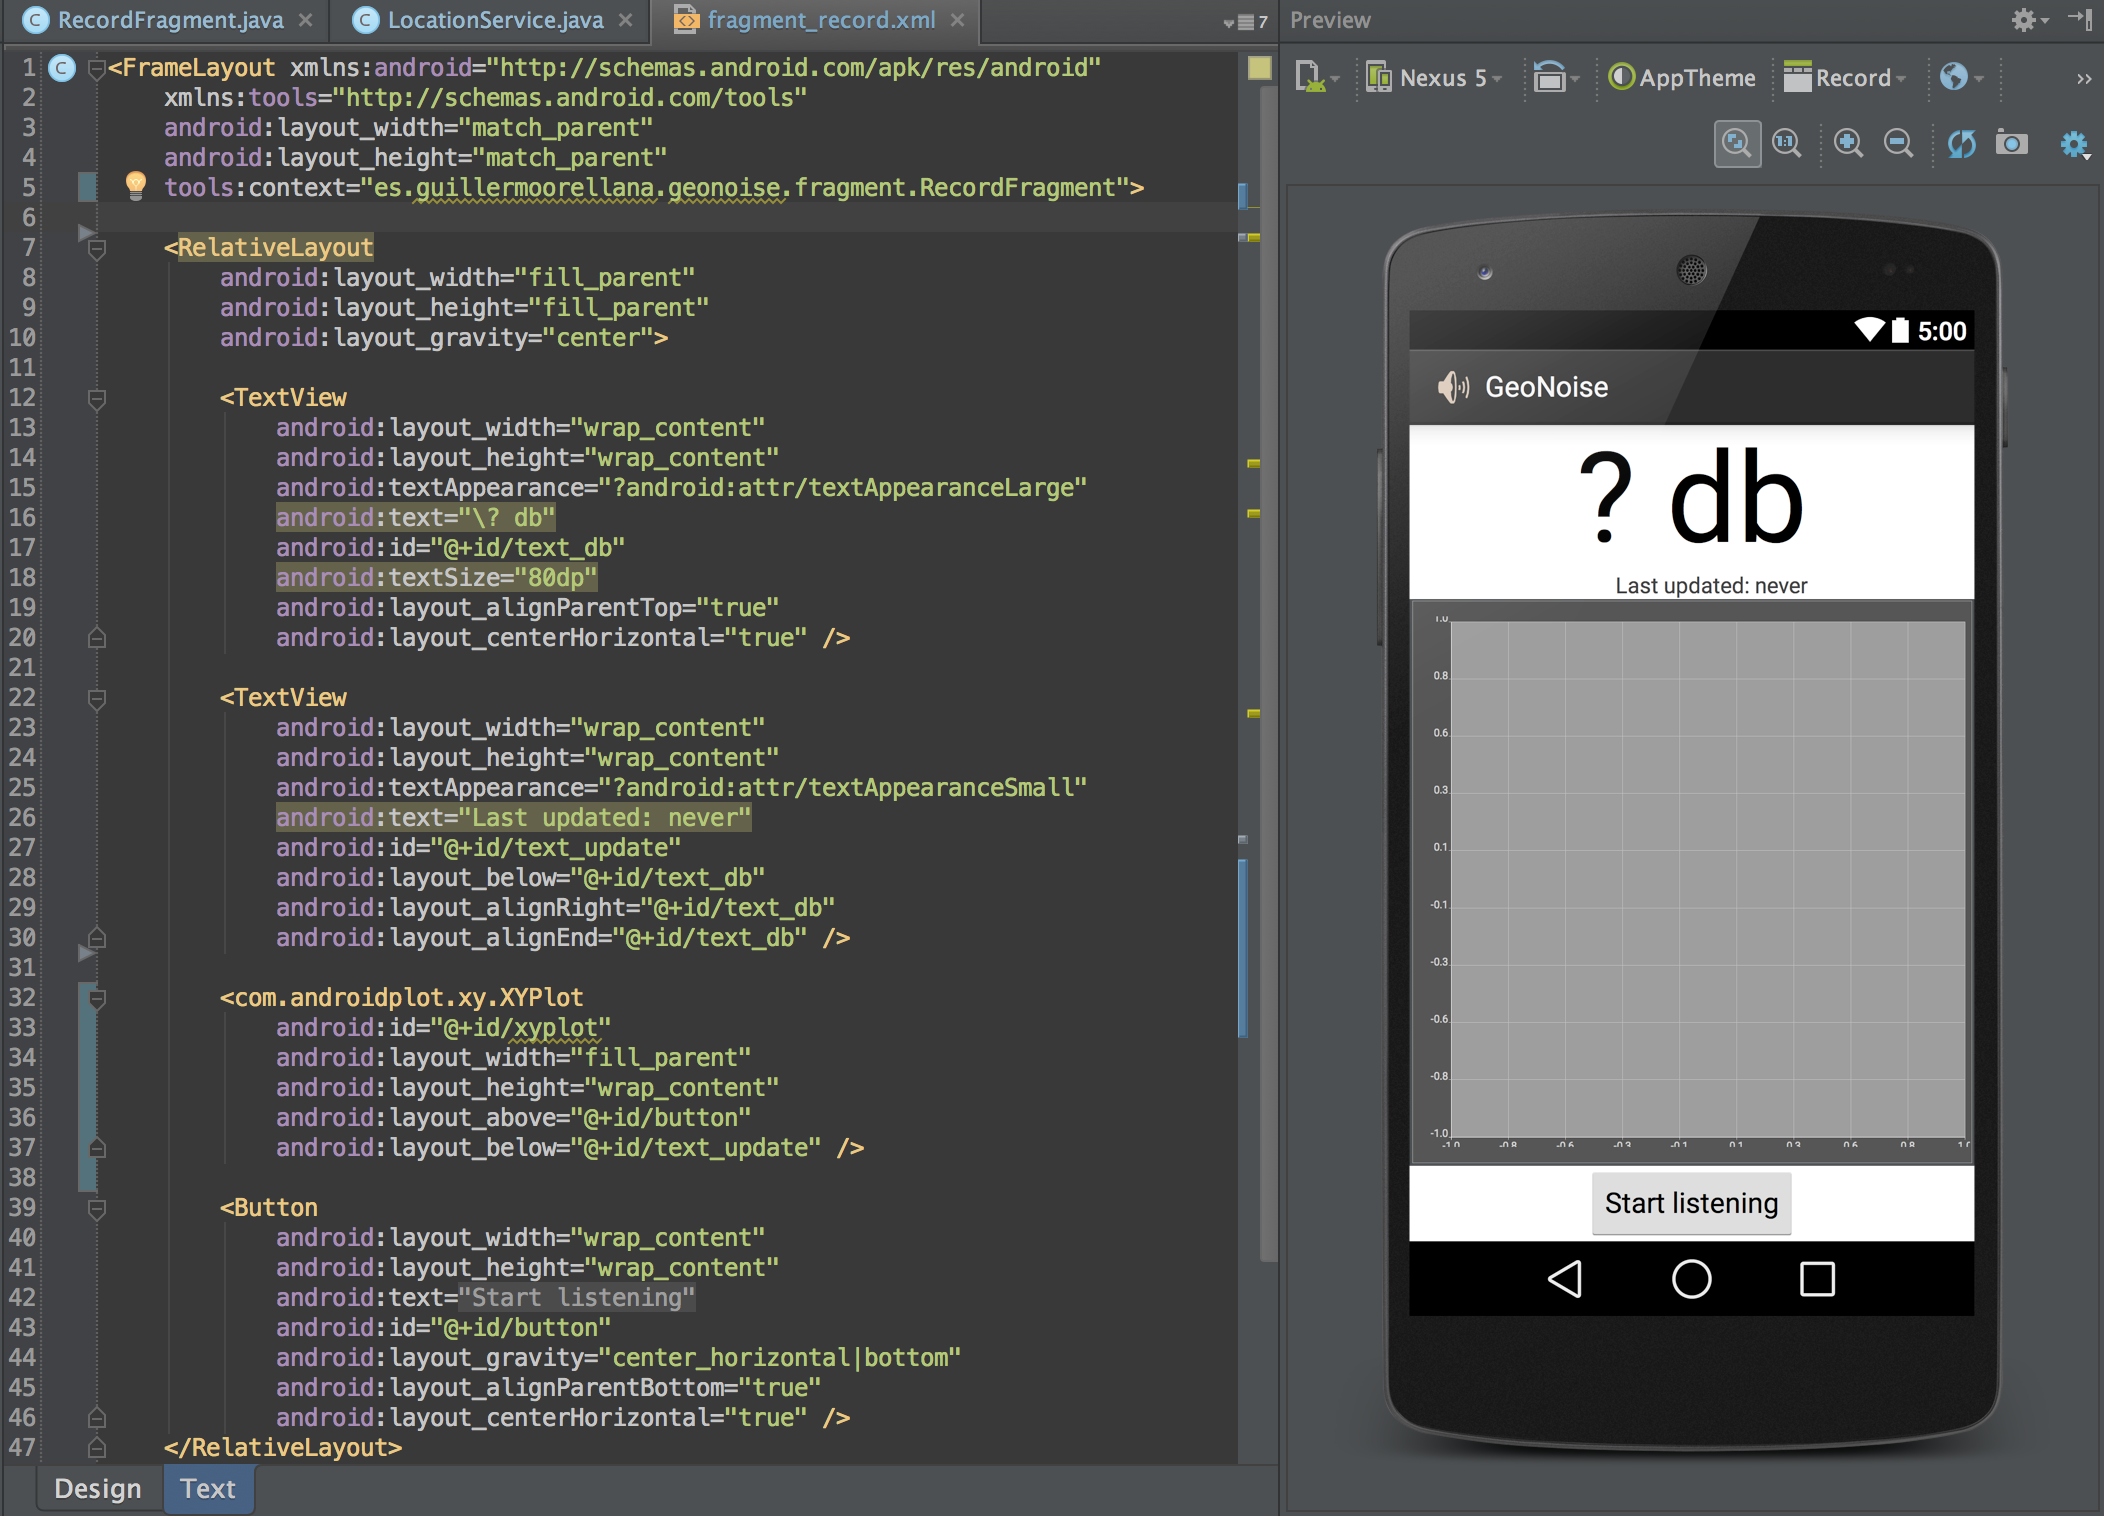 RecordFragment.java
LocationService.java
fragment_record.xml
7
1 <FrameLayout xmlns:android="http://schemas.android.com/apk/res/android"
2 xmlns:tools="http://schemas.android.com/tools"
3 android:layout_width="match_parent"
4 android:layout_height="match_parent"
5 tools:context="es.guillermoorellana.geonoise.fragment.RecordFragment">
6
7 <RelativeLayout
8 android:layout_width="fill_parent"
9 android:layout_height="fill_parent"
10 android:layout_gravity="center">
11
12 <TextView
13 android:layout_width="wrap_content"
14 android:layout_height="wrap_content"
15 android:textAppearance="?android:attr/textAppearanceLarge"
16 android:text="\? db"
17 android:id="@+id/text_db"
18 android:textSize="80dp"
19 android:layout_alignParentTop="true"
20 android:layout_centerHorizontal="true" />
21
22 <TextView
23 android:layout_width="wrap_content"
24 android:layout_height="wrap_content"
25 android:textAppearance="?android:attr/textAppearanceSmall"
26 android:text="Last updated: never"
27 android:id="@+id/text_update"
28 android:layout_below="@+id/text_db"
29 android:layout_alignRight="@+id/text_db"
30 android:layout_alignEnd="@+id/text_db" />
31
32 <com.androidplot.xy.XYPlot
33 android:id="@+id/xyplot"
34 android:layout_width="fill_parent"
35 android:layout_height="wrap_content"
36 android:layout_above="@+id/button"
37 android:layout_below="@+id/text_update" />
38
39 <Button
40 android:layout_width="wrap_content"
41 android:layout_height="wrap_content"
42 android:text="Start listening"
43 android:id="@+id/button"
44 android:layout_gravity="center_horizontal|bottom"
45 android:layout_alignParentBottom="true"
46 android:layout_centerHorizontal="true" />
47 </RelativeLayout>
Design Text
Preview
Nexus 5 AppTheme Record »
1:1
5:00
GeoNoise
? db
Last updated: never
1.0
0.8
0.6
0.3
0.1
-0.1
-0.3
-0.6
-0.8
-1.0
-1.0 -0.8 -0.6 -0.3 -0.1 0.1 0.3 0.6 0.8
Start listening